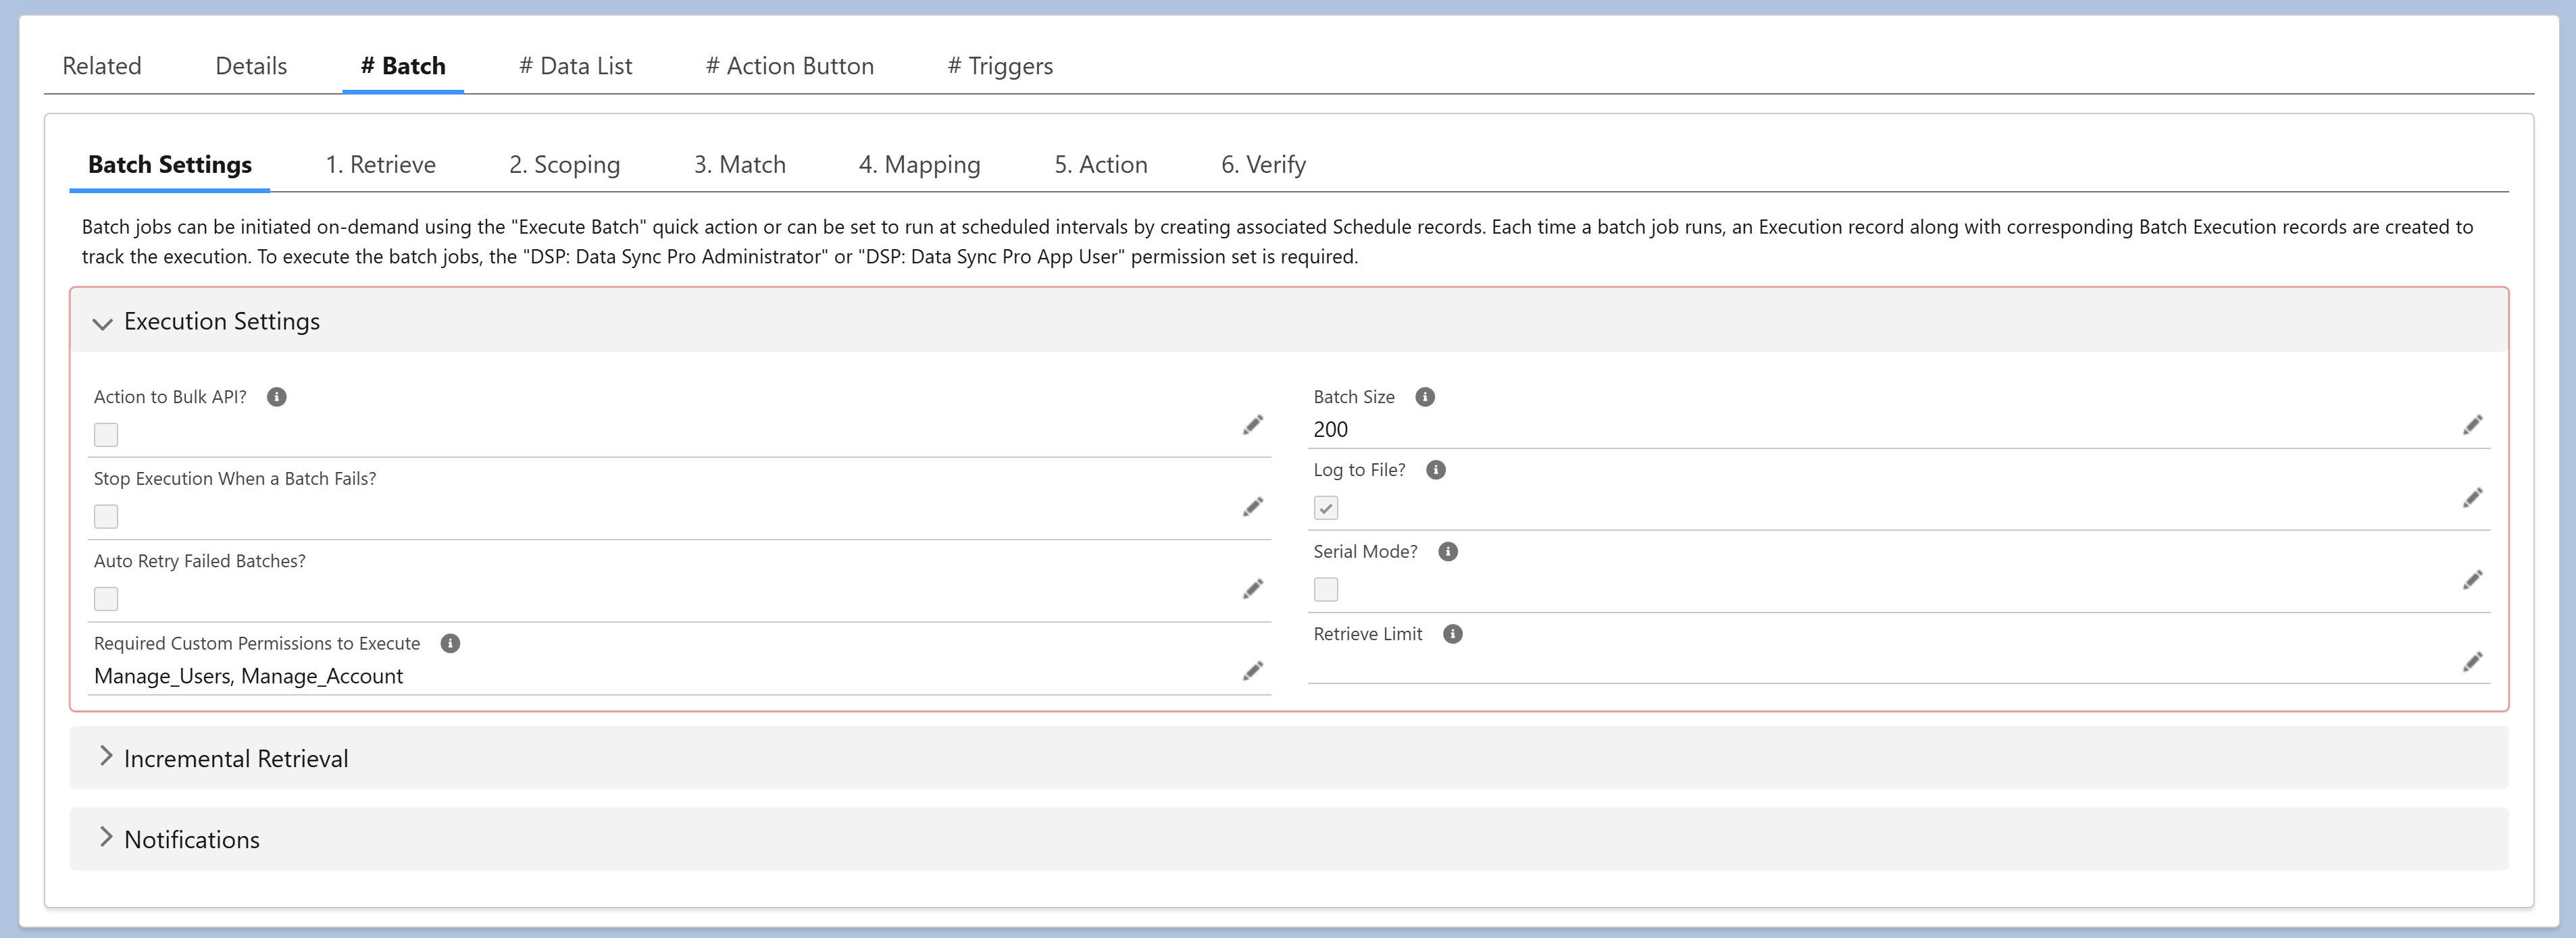 Related Details # Batch # Data List # Action Button # Triggers
Batch Settings 1. Retrieve 2. Scoping 3. Match 4. Mapping 5. Action 6. Verify
Batch jobs can be initiated on-demand using the "Execute Batch" quick action or can be set to run at scheduled intervals by creating associated Schedule records. Each time a batch job runs, an Execution record along with corresponding Batch Execution records are created to
track the execution. To execute the batch jobs, the "DSP: Data Sync Pro Administrator" or "DSP: Data Sync Pro App User" permission set is required.
Execution Settings
Action to Bulk API?
Stop Execution When a Batch Fails?
Auto Retry Failed Batches?
Required Custom Permissions to Execute
Manage_Users, Manage_Account
Batch Size
200
Log to File?
Serial Mode?
Retrieve Limit
Incremental Retrieval
Notifications